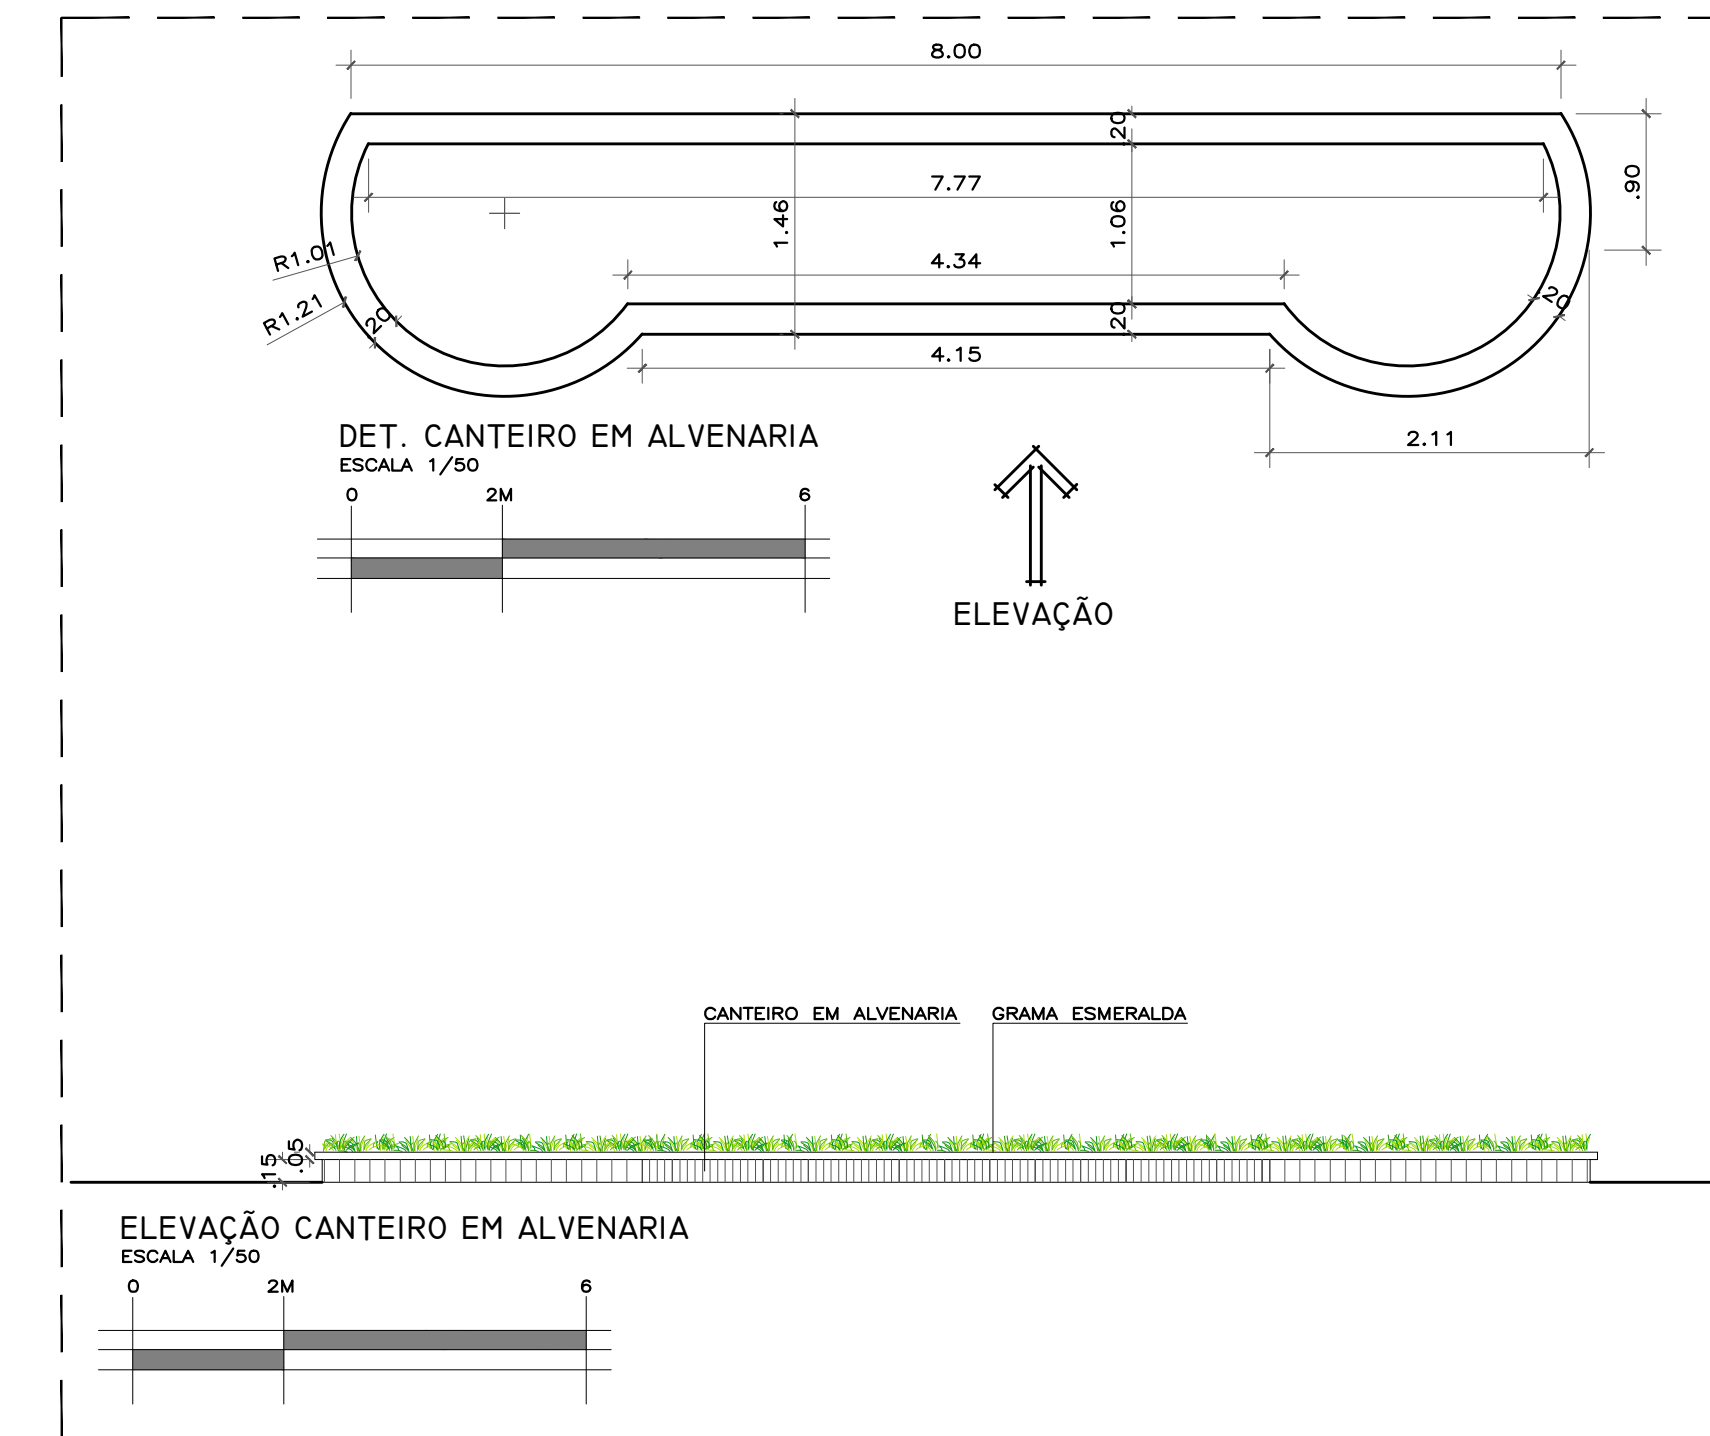 8.00
.20
.90
7.77
1.46
1.06
4.34
R1.01
R1.21
.20
.20
.20
4.15
2.11
DET. CANTEIRO EM ALVENARIA
ESCALA 1/50
0 2M 6
ELEVAÇÃO
CANTEIRO EM ALVENARIA
GRAMA ESMERALDA
.15
.05
ELEVAÇÃO CANTEIRO EM ALVENARIA
ESCALA 1/50
0 2M 6